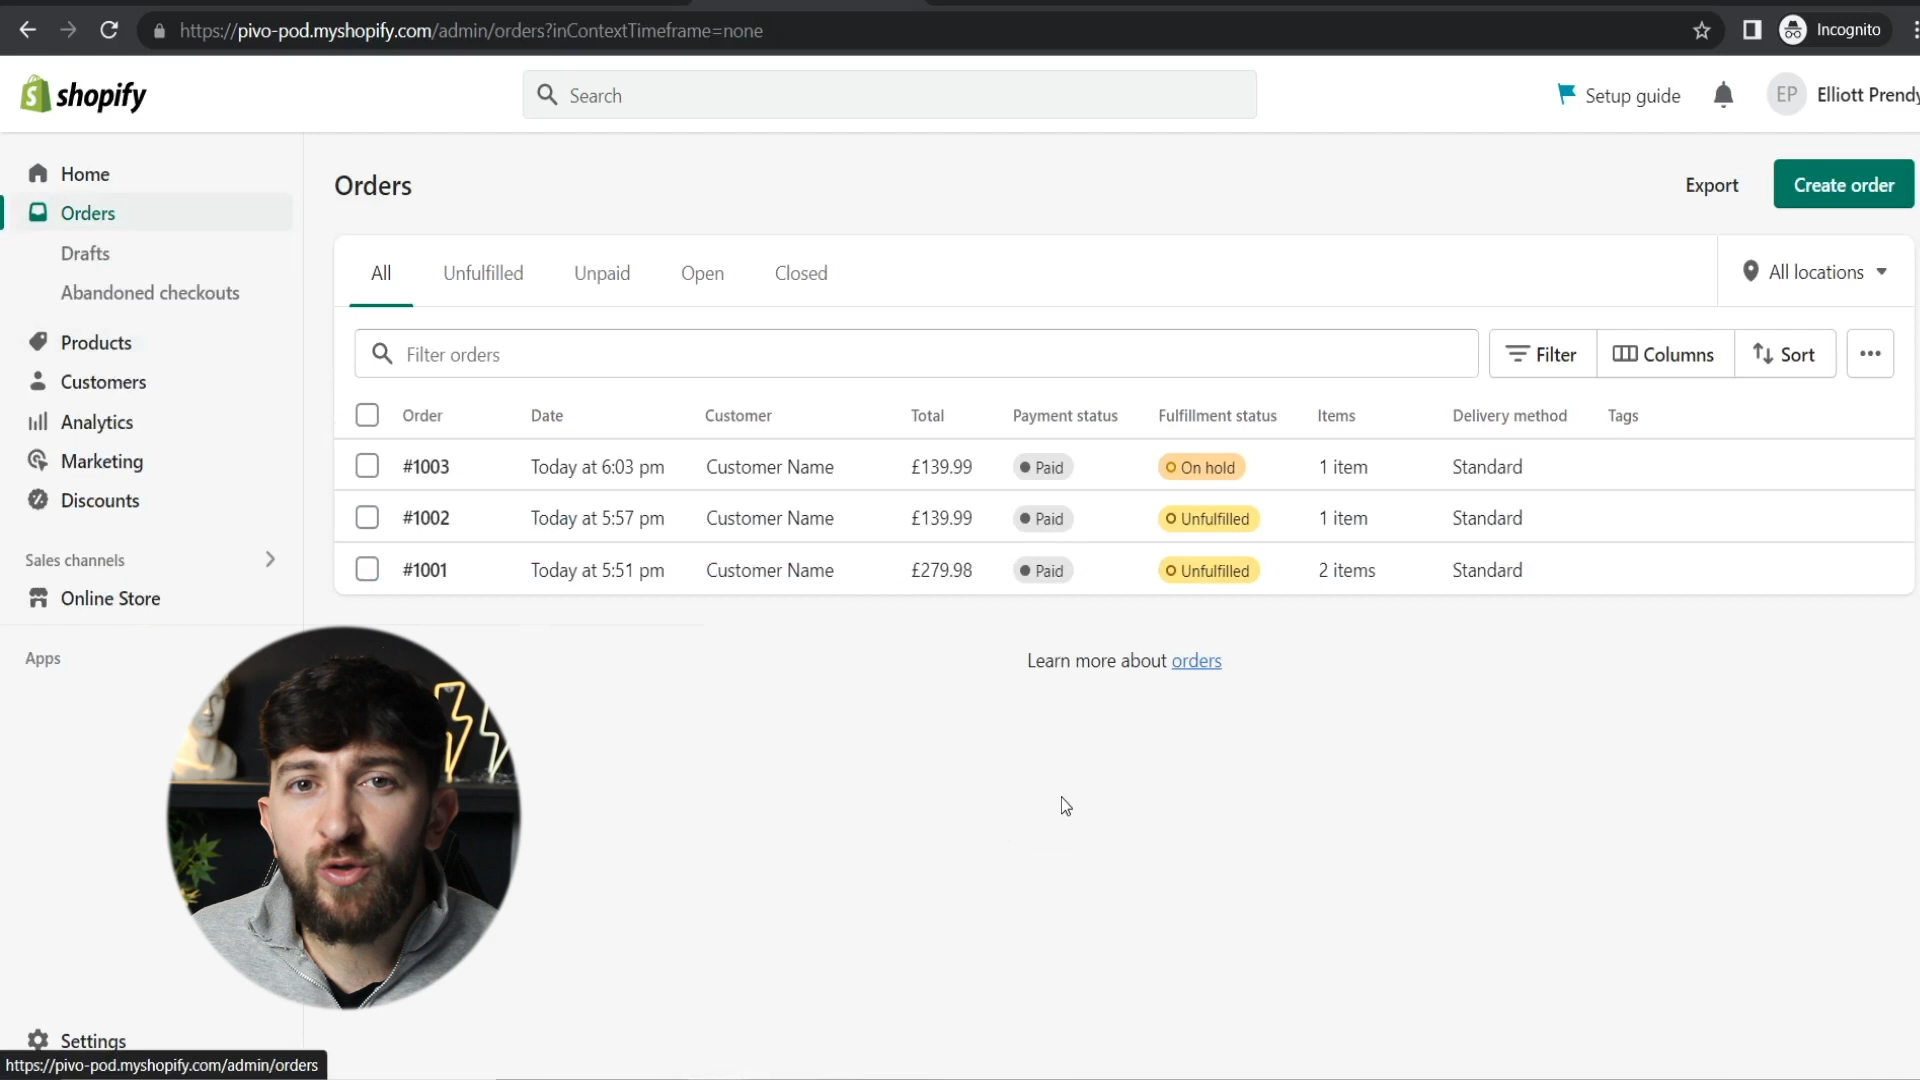 https://pivo-pod.myshopify.com/admin/orders?inContextTimeframe=none
Incognito
shopify
Search
Setup guide
EP
Elliott Prendy
Home
Orders
Drafts
Abandoned checkouts
Products
Customers
Analytics
Marketing
Discounts
Sales channels
Online Store
Apps
Settings
https://pivo-pod.myshopify.com/admin/orders
Orders
Export
Create order
All Unfulfilled Unpaid Open Closed
All locations
Filter orders
Filter
Columns
Sort
Order Date Customer Total Payment status Fulfillment status Items Delivery method Tags
#1003 Today at 6:03 pm Customer Name £139.99 Paid On hold 1 item Standard
#1002 Today at 5:57 pm Customer Name £139.99 Paid Unfulfilled 1 item Standard
#1001 Today at 5:51 pm Customer Name £279.98 Paid Unfulfilled 2 items Standard
Learn more about orders